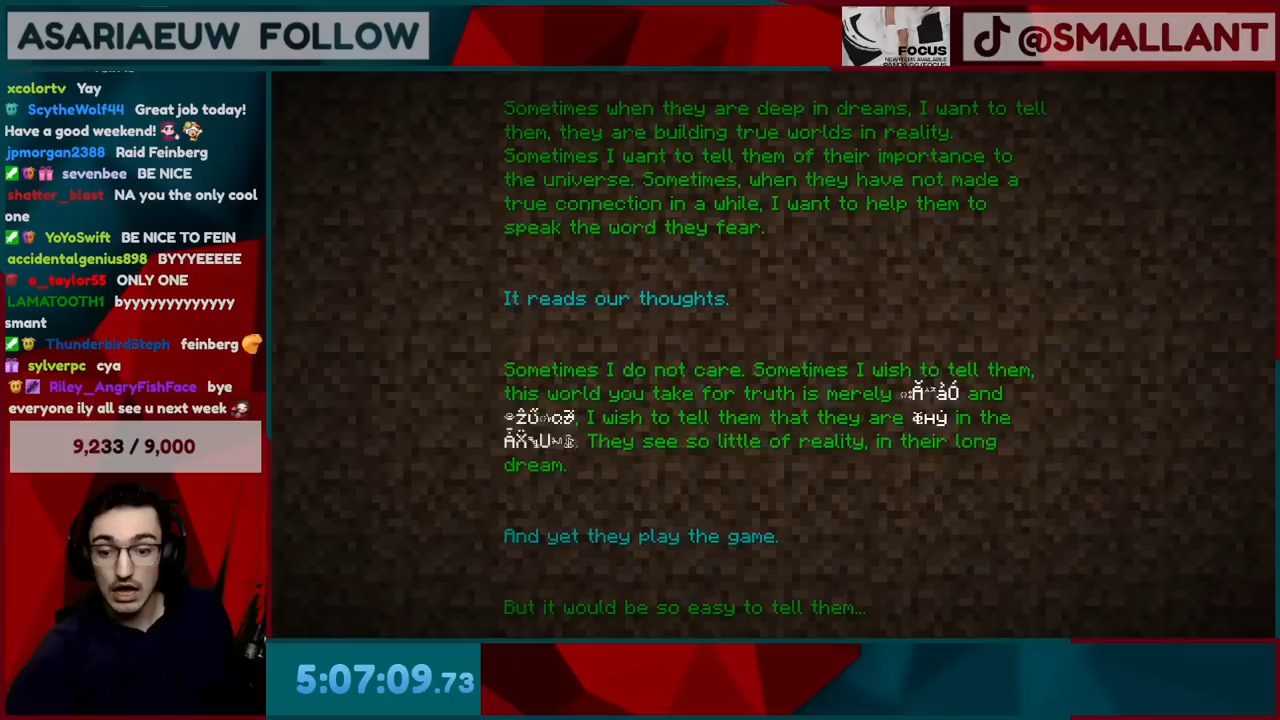 ASARIAEUW FOLLOW
FOCUS
@SMALLANT
xcolortv Yay
ScytheWolf44 Great job today!
Have a good weekend!
jpmorgan2388 Raid Feinberg
sevenbee BE NICE
shatter_blast NA you the only cool
one
YoYoSwift BE NICE TO FEIN
accidentalgenius898 BYYYEEEEE
a_taylor55 ONLY ONE
LAMATOOTH1 byyyyyyyyyyyyy
smant
ThunderbirdSteph feinberg
sylverpc cya
Riley_AngryFishFace bye
everyone ily all see u next week
9,233 / 9,000
Sometimes when they are deep in dreams, I want to tell
them, they are building true worlds in reality.
Sometimes I want to tell them of their importance to
the universe. Sometimes, when they have not made a
true connection in a while, I want to help them to
speak the word they fear.
It reads our thoughts.
Sometimes I do not care. Sometimes I wish to tell them,
this world you take for truth is merely and
, I wish to tell them that they are in the
. They see so little of reality, in their long
dream.
And yet they play the game.
But it would be so easy to tell them...
5:07:09.73